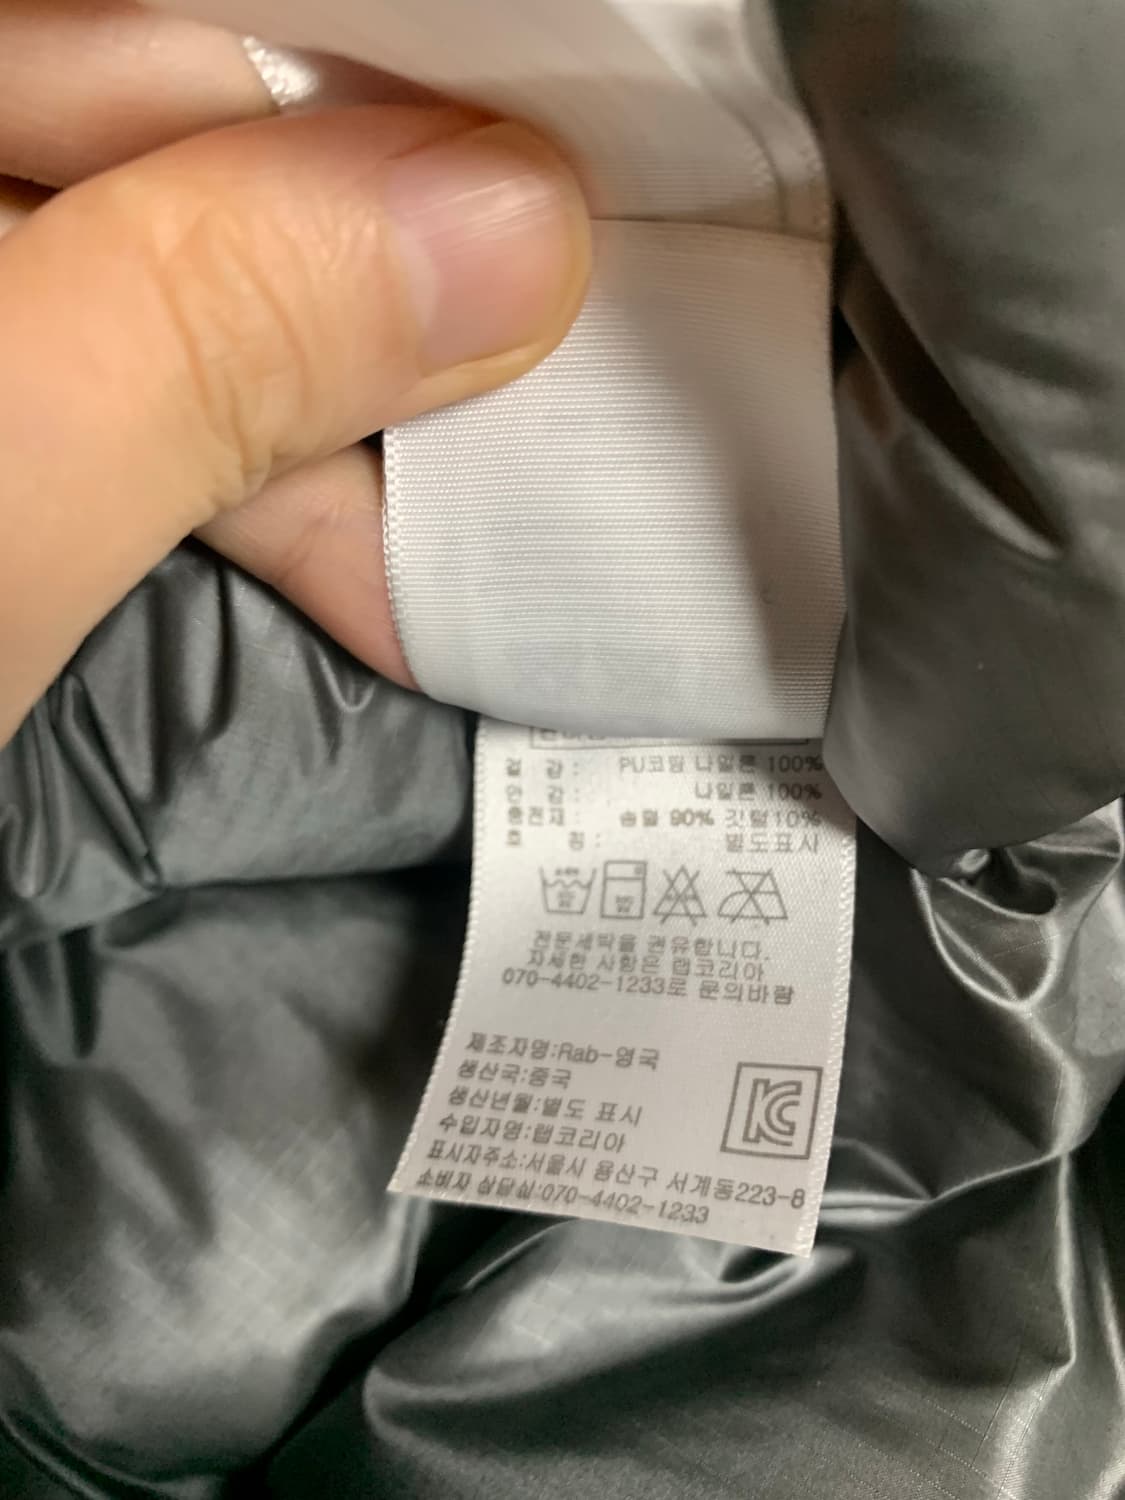 겉 감: PU코팅 나일론 100%
안 감: 나일론 100%
충전재: 솜털 90% 깃털10%
호 칭: 별도표시
전문세탁을 권유합니다.
자세한 사항은 랩코리아
070-4402-1233로 문의바람
제조자명:Rab-영국
생산국:중국
생산년월:별도 표시
수입자명:랩코리아
표시자주소:서울시 용산구 서계동223-8
소비자 상담실:070-4402-1233
KC